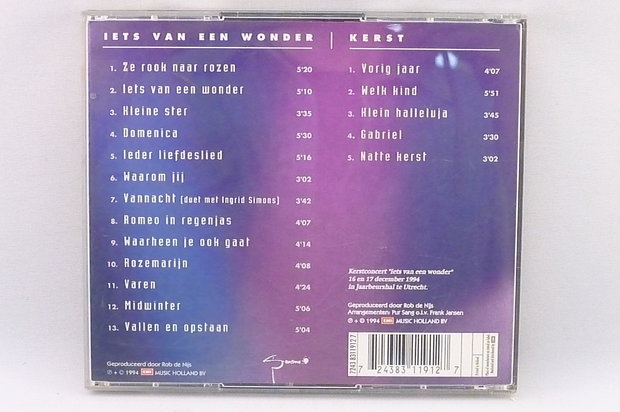 IETS VAN EEN WONDER
1. Ze rook naar rozen 5'20
2. Iets van een wonder 5'10
3. Kleine ster 3'35
4. Domenica 5'30
5. Ieder liefdeslied 5'16
6. Waarom jij 3'02
7. Vannacht (duet met Ingrid Simons) 3'42
8. Romeo in regenjas 4'07
9. Waarheen je ook gaat 4'14
10. Rozemarijn 4'08
11. Varen 4'24
12. Midwinter 5'06
13. Vallen en opstaan 5'04
Geproduceerd door Rob de Nijs
℗ + © 1994 EMI MUSIC HOLLAND BV
KERST
1. Vorig jaar 4'07
2. Welk kind 5'51
3. Klein halleluja 3'45
4. Gabriel 3'30
5. Natte kerst 3'02
Kerstconcert "Iets van een wonder"
16 en 17 december 1994
in Jaarbeurshal te Utrecht.
Geproduceerd door Rob de Nijs
Arrangementen: Pur Sang o.l.v. Frank Jansen
℗ + © 1994 EMI MUSIC HOLLAND BV
7243 8311912 7
7 24383 11912 7